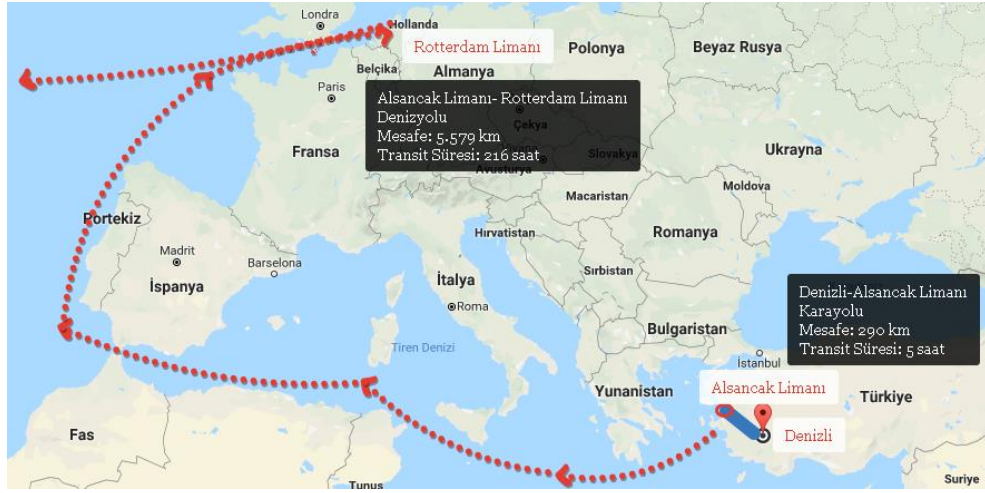 Londra
Hollanda
Rotterdam Limanı
Polonya
Beyaz Rusya
Belçika
Almanya
Paris
Alsancak Limanı- Rotterdam Limanı
Denizyolu
Mesafe: 5.579 km
Transit Süresi: 216 saat
Çekya
Slovakya
Avusturya
Fransa
Ukrayna
Moldova
Macaristan
Portekiz
Hırvatistan
Romanya
Madrit
Barselona
İspanya
İtalya
Sırbistan
Roma
Denizli-Alsancak Limanı
Karayolu
Mesafe: 290 km
Transit Süresi: 5 saat
Bulgaristan
Tiren Denizi
İstanbul
Yunanistan
Alsancak Limanı
Türkiye
Fas
Denizli
Tunus
Suriye